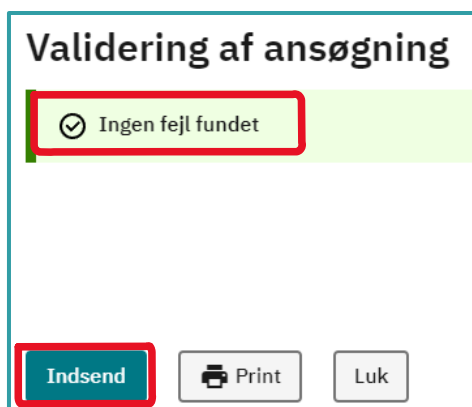 Validering af ansøgning
Ingen fejl fundet
Indsend Print Luk